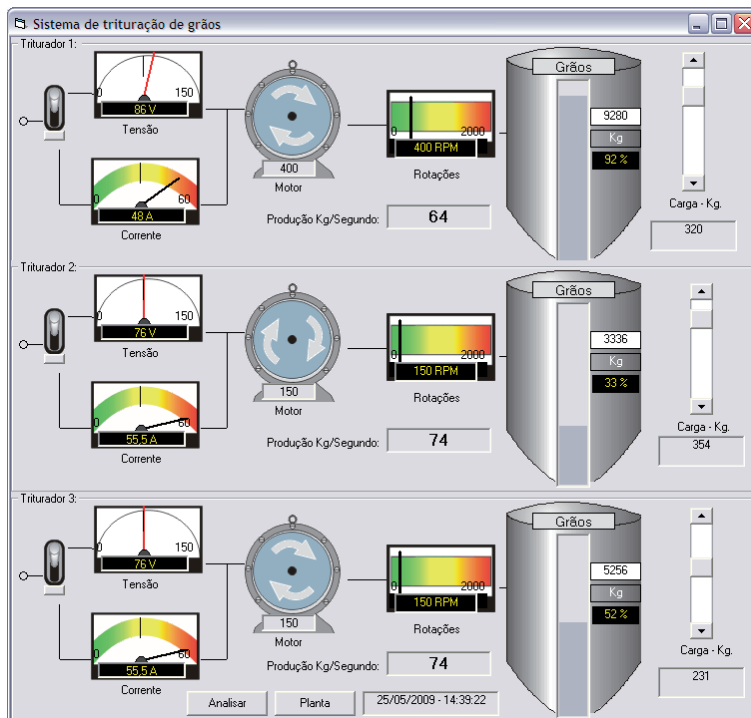 Sistema de trituração de grãos
Triturador 1:
0 150
86 V
Tensão
0 60
48 A
Corrente
400
Motor
0 2000
400 RPM
Rotações
Produção Kg/Segundo: 64
Grãos
9280
Kg
92 %
Carga - Kg.
320
Triturador 2:
0 150
76 V
Tensão
0 60
55,5 A
Corrente
150
Motor
0 2000
150 RPM
Rotações
Produção Kg/Segundo: 74
Grãos
3336
Kg
33 %
Carga - Kg.
354
Triturador 3:
0 150
76 V
Tensão
0 60
55,5 A
Corrente
150
Motor
0 2000
150 RPM
Rotações
Produção Kg/Segundo: 74
Grãos
5256
Kg
52 %
Carga - Kg.
231
Analisar Planta 25/05/2009 - 14:39:22